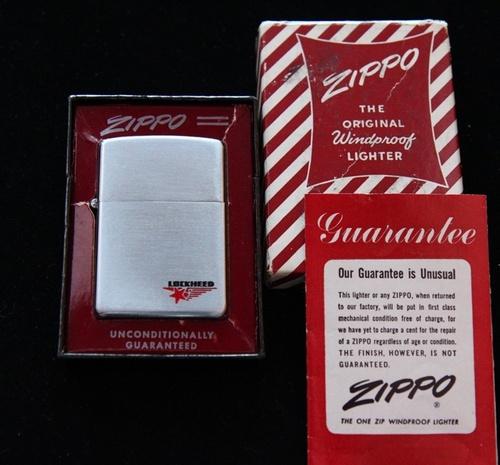 ZIPPO
LOCKHEED
UNCONDITIONALLY
GUARANTEED
ZIPPO
THE
ORIGINAL
Windproof
LIGHTER
Guarantee
Our Guarantee is Unusual
This lighter or any ZIPPO, when returned
to our factory, will be put in first class
mechanical condition free of charge, for
we have yet to charge a cent for the repair
of a ZIPPO regardless of age or condition.
THE FINISH, HOWEVER, IS NOT
GUARANTEED.
ZIPPO®
THE ONE ZIP WINDPROOF LIGHTER